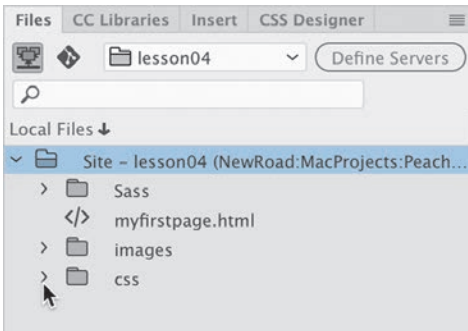 Files CC Libraries Insert CSS Designer
lesson04 Define Servers
Local Files
Site – lesson04 (NewRoad:MacProjects:Peach...
Sass
</> myfirstpage.html
images
css